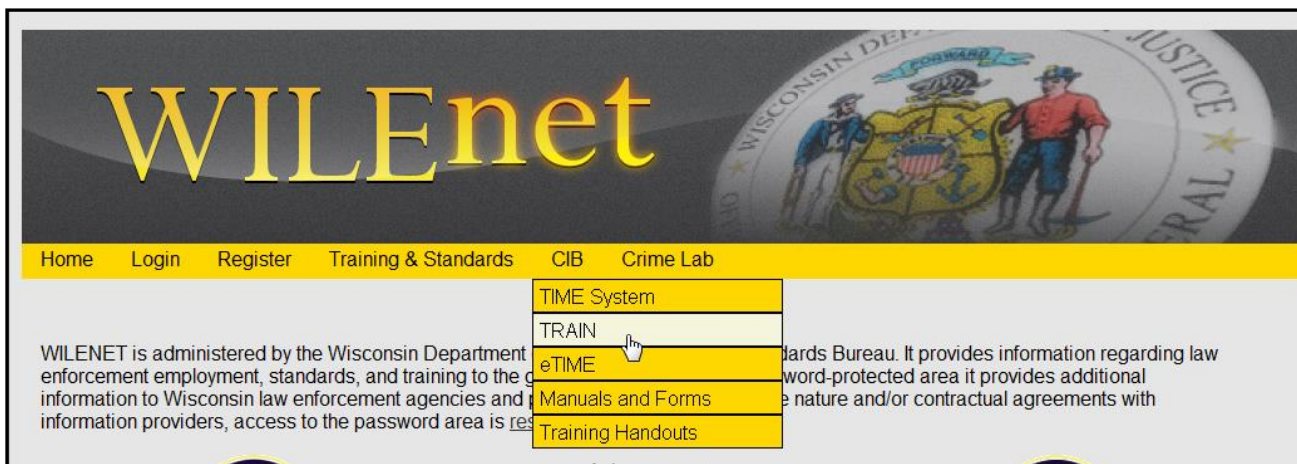 WILEnet
WISCONSIN DEPA JUSTICE
FORWARD
Home Login Register Training & Standards CIB Crime Lab
TIME System
TRAIN
eTIME
Manuals and Forms
Training Handouts
WILENET is administered by the Wisconsin Department dards Bureau. It provides information regarding law
enforcement employment, standards, and training to the g word-protected area it provides additional
information to Wisconsin law enforcement agencies and p e nature and/or contractual agreements with
information providers, access to the password area is res